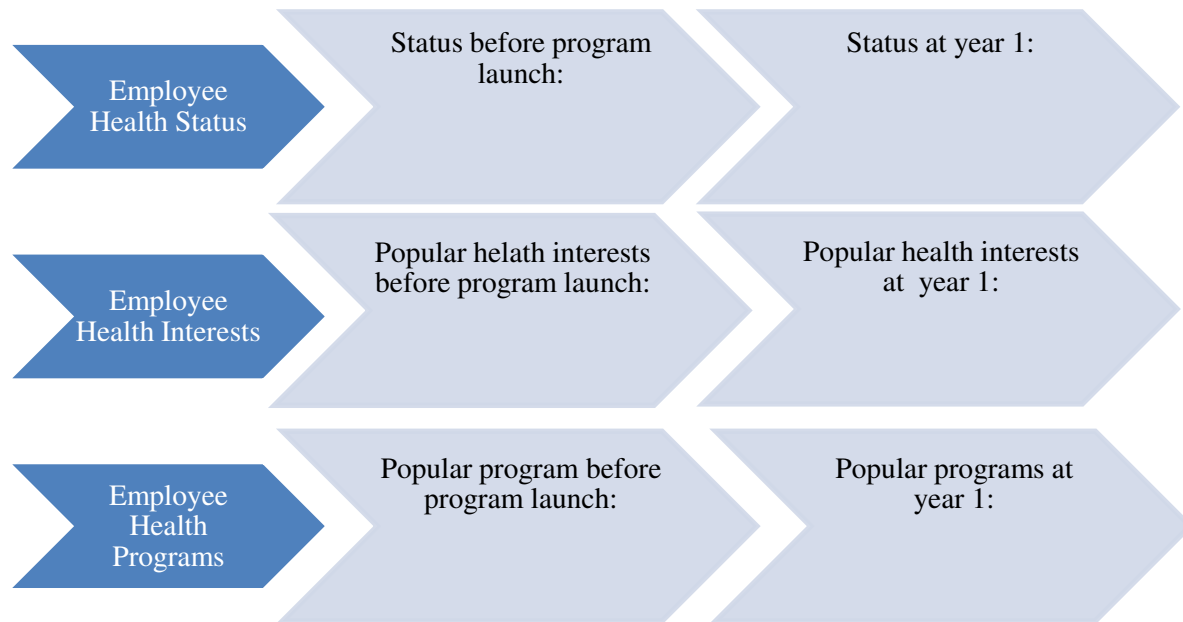 Employee
Health Status
Status before program
launch:
Status at year 1:
Employee
Health Interests
Popular helath interests
before program launch:
Popular health interests
at year 1:
Employee
Health
Programs
Popular program before
program launch:
Popular programs at
year 1: